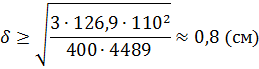 δ ≥ √((3 · 126,9 · 110²) / (400 · 4489)) ≈ 0,8 (см)